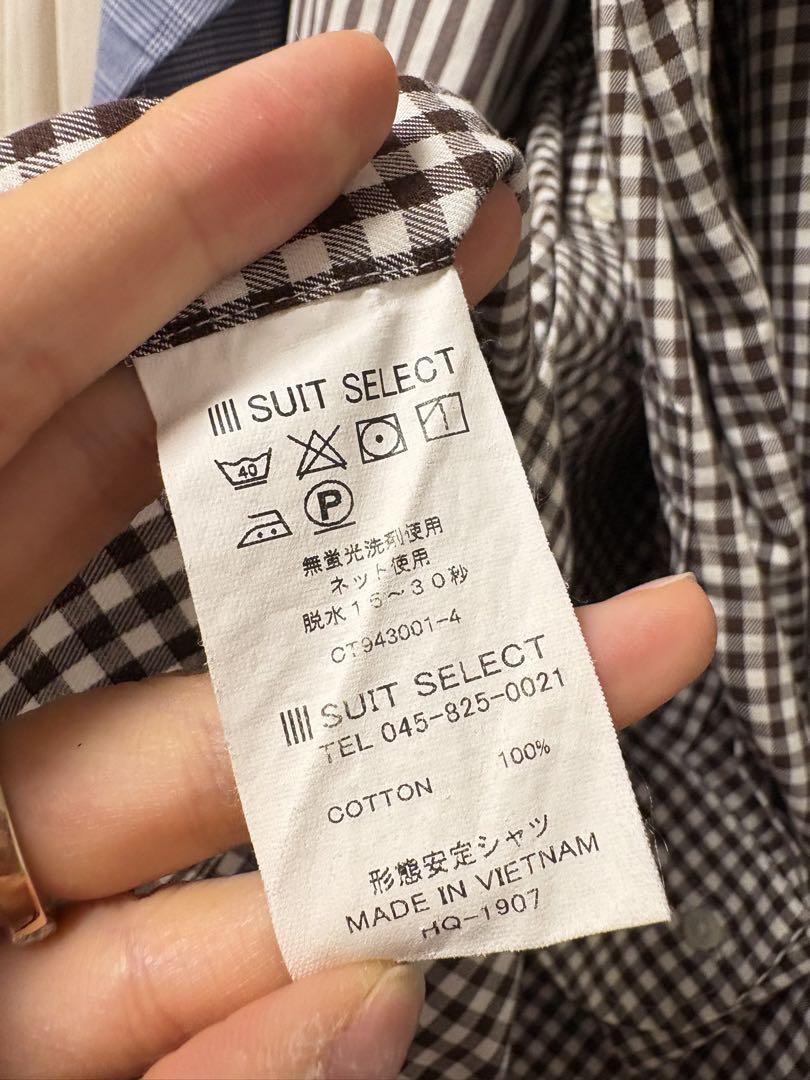 SUIT SELECT
40
1
P
無蛍光洗剤使用
ネット使用
脱水15～30秒
CT943001-4
SUIT SELECT
TEL 045-825-0021
COTTON 100%
形態安定シャツ
MADE IN VIETNAM
HQ-1907